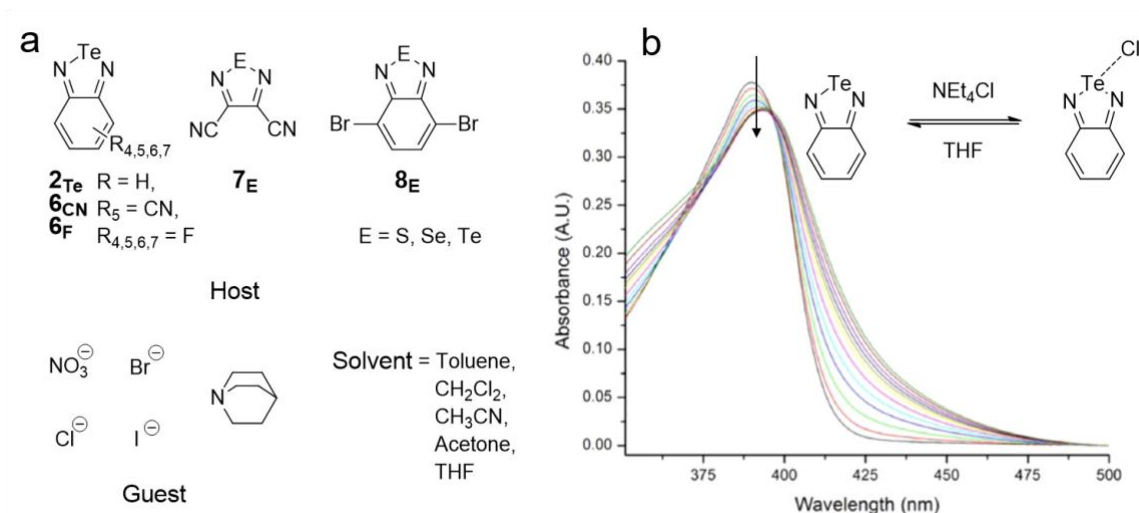 a
Te
N N
R4,5,6,7
2Te R = H,
6CN R5 = CN,
6F R4,5,6,7 = F
E
N N
CN CN
7E
E
N N
Br Br
8E
E = S, Se, Te
Host
NO3⊖ Br⊖
N
Cl⊖ I⊖
Guest
Solvent = Toluene,
CH2Cl2,
CH3CN,
Acetone,
THF
b
Te
N N
NEt4Cl
THF
Cl
Te
N N
Absorbance (A.U.)
0.40
0.35
0.30
0.25
0.20
0.15
0.10
0.05
0.00
375 400 425 450 475 500
Wavelength (nm)